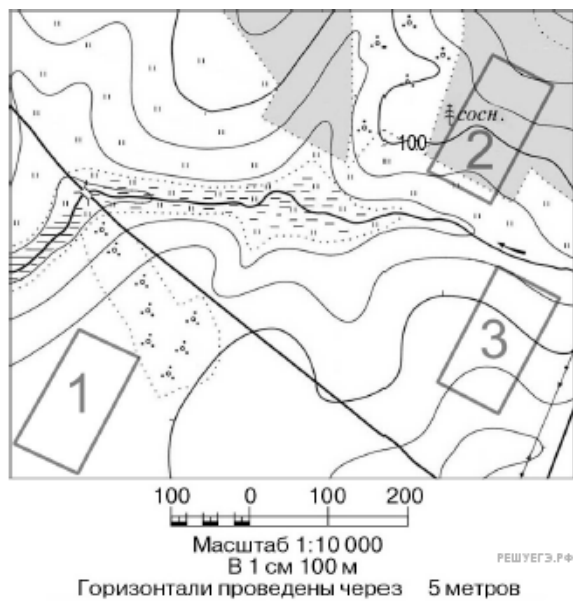 сосн.
100
2
3
1
100 0 100 200
Масштаб 1:10 000
В 1 см 100 м
РЕШУЕГЭ.РФ
Горизонтали проведены через 5 метров